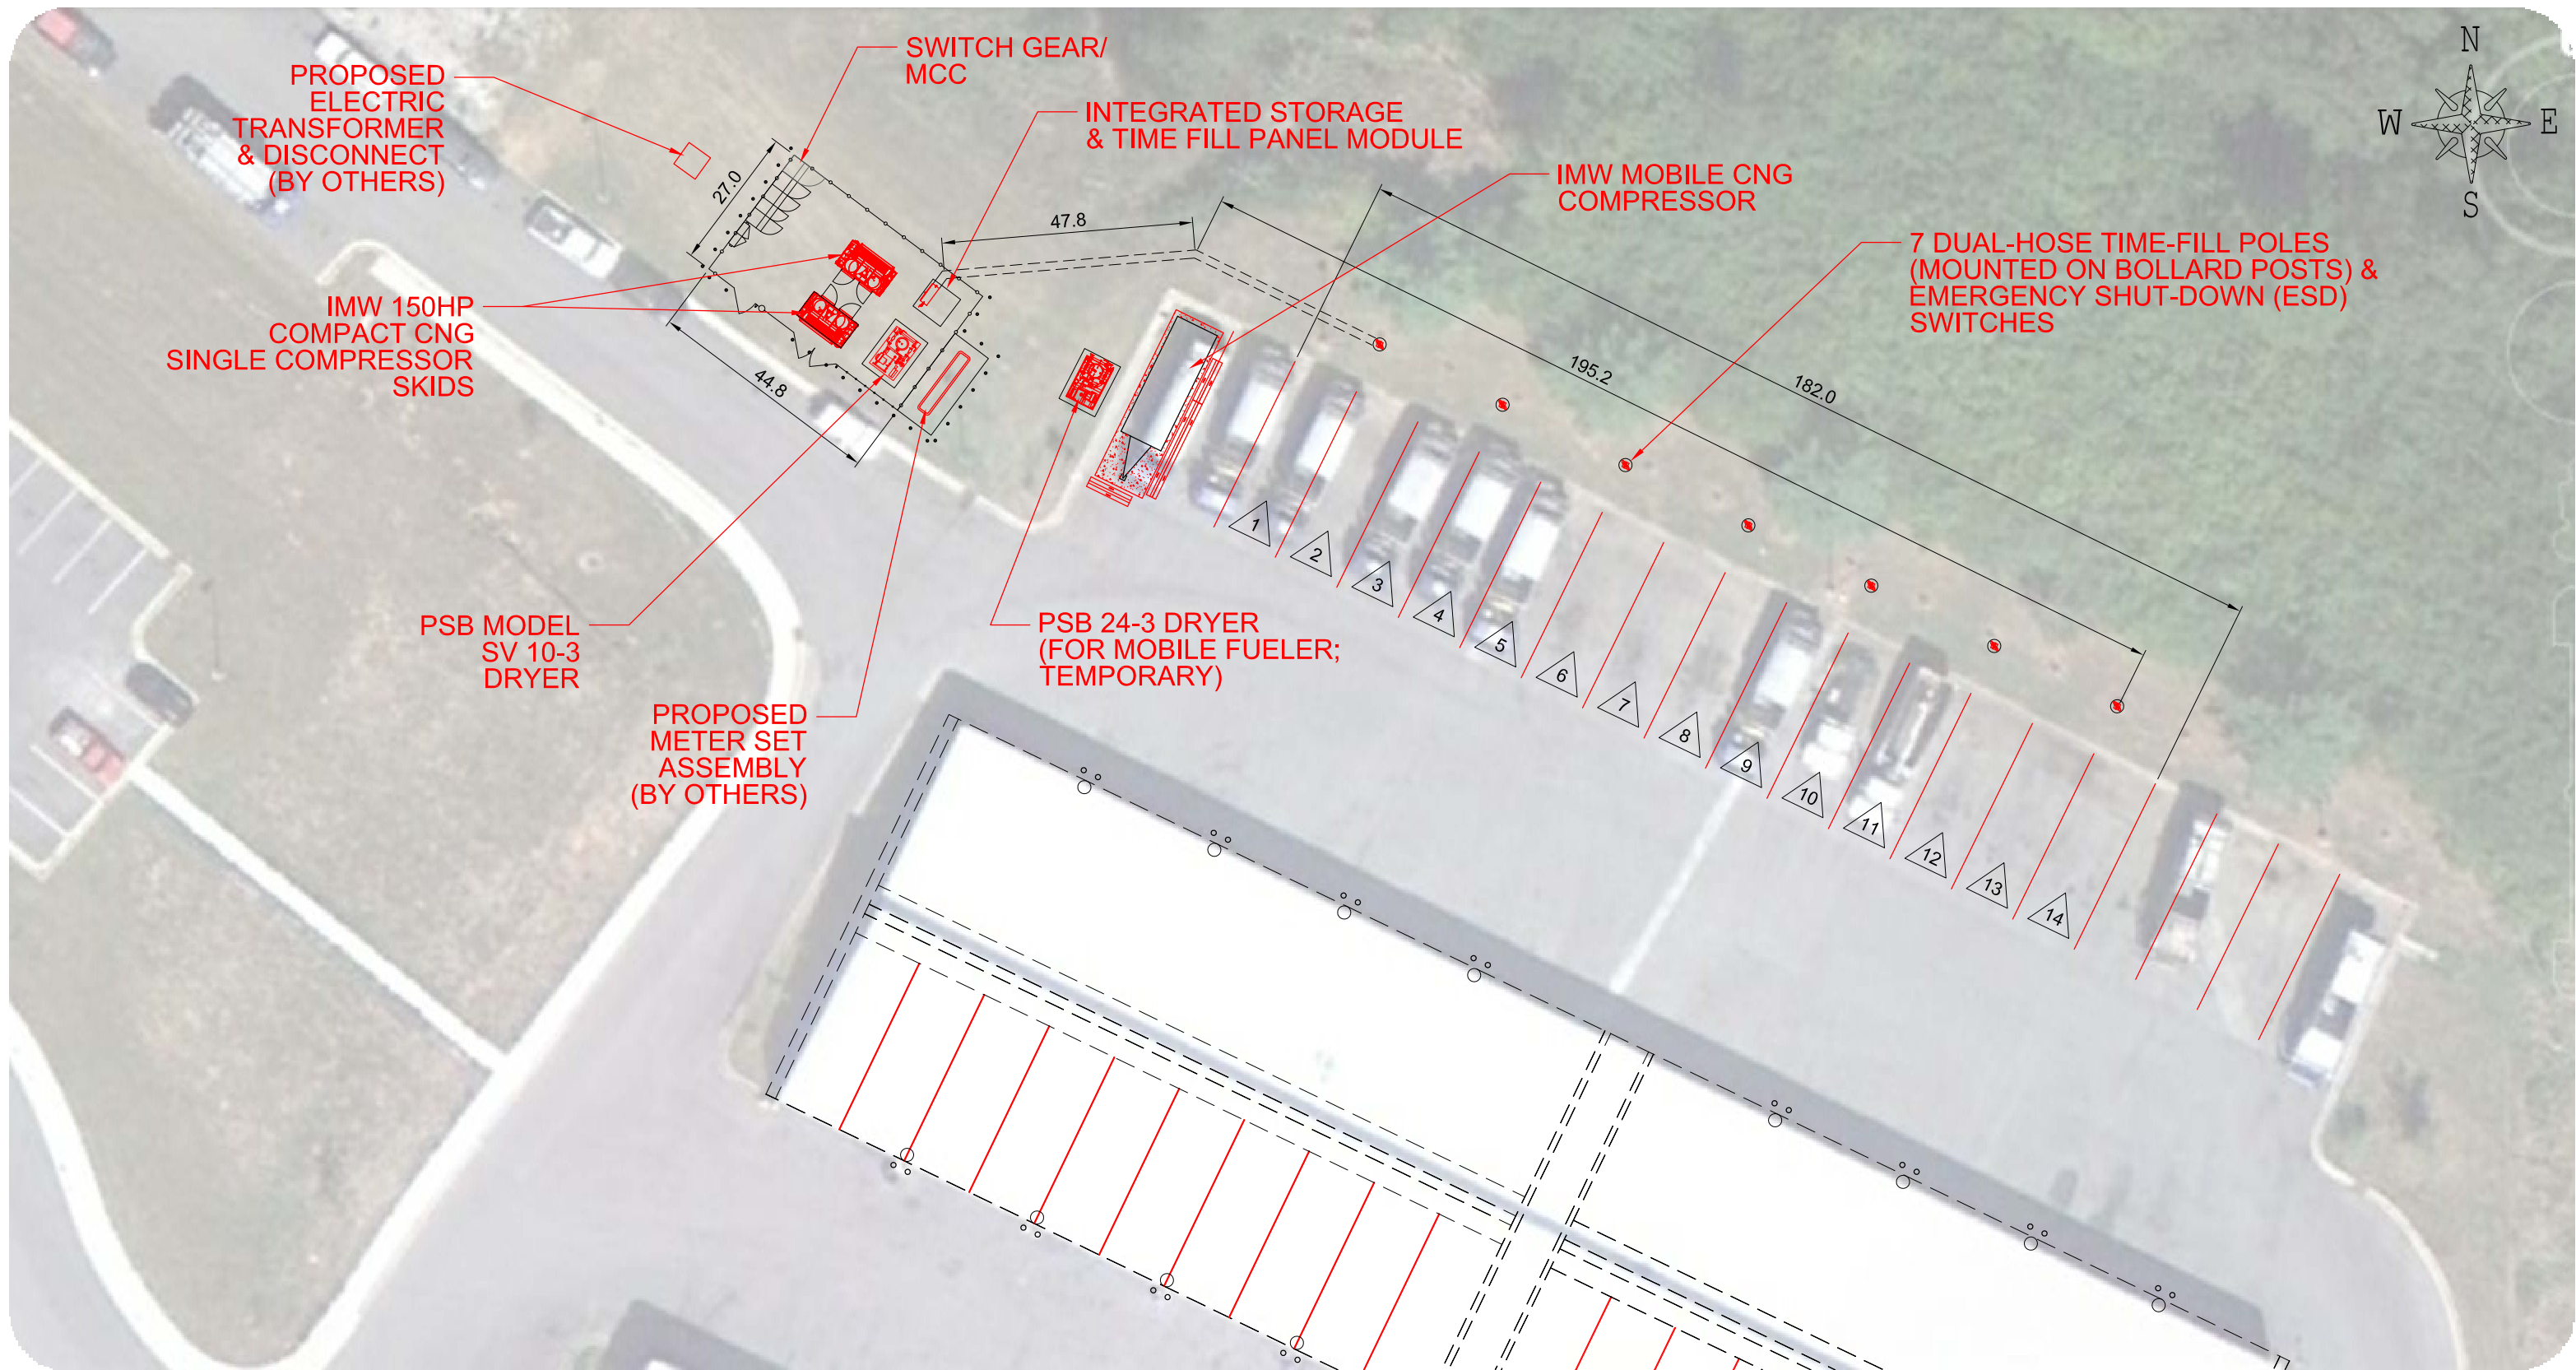 SWITCH GEAR/
MCC
PROPOSED
ELECTRIC
TRANSFORMER
& DISCONNECT
(BY OTHERS)
INTEGRATED STORAGE
& TIME FILL PANEL MODULE
IMW MOBILE CNG
COMPRESSOR
N
W
E
S
7 DUAL-HOSE TIME-FILL POLES
(MOUNTED ON BOLLARD POSTS) &
EMERGENCY SHUT-DOWN (ESD)
SWITCHES
27.0
47.8
IMW 150HP
COMPACT CNG
SINGLE COMPRESSOR
SKIDS
44.8
195.2
182.0
PSB MODEL
SV 10-3
DRYER
PSB 24-3 DRYER
(FOR MOBILE FUELER;
TEMPORARY)
PROPOSED
METER SET
ASSEMBLY
(BY OTHERS)
1
2
3
4
5
6
7
8
9
10
11
12
13
14